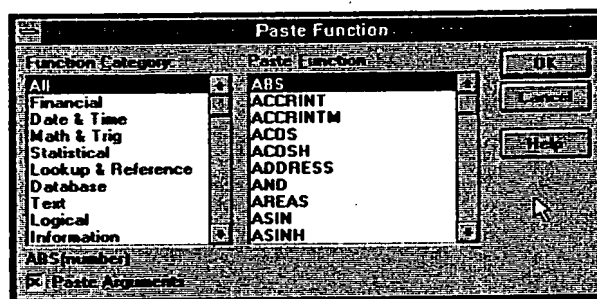 Paste Function
Function Category:
All
Financial
Date & Time
Math & Trig
Statistical
Lookup & Reference
Database
Text
Logical
Information
Paste Function:
ABS
ACCRINT
ACCRINTM
ACOS
ACOSH
ADDRESS
AND
AREAS
ASIN
ASINH
OK
Cancel
Help
ABS(number)
Paste Arguments